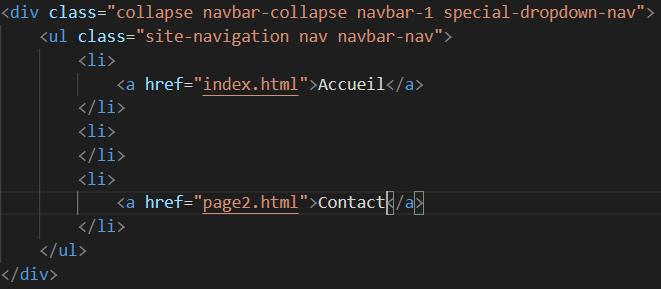 <div class="collapse navbar-collapse navbar-1 special-dropdown-nav">
<ul class="site-navigation nav navbar-nav">
<li>
<a href="index.html">Accueil</a>
</li>
<li>
</li>
<li>
<a href="page2.html">Contact</a>
</li>
</ul>
</div>